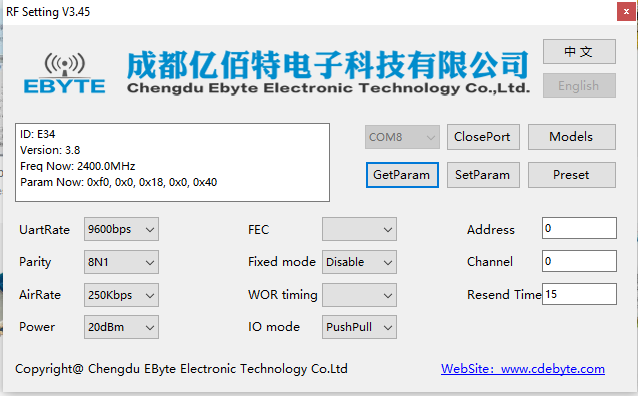 RF Setting V3.45
EBYTE
成都亿佰特电子科技有限公司
Chengdu Ebyte Electronic Technology Co.,Ltd.
中 文
English
ID: E34
Version: 3.8
Freq Now: 2400.0MHz
Param Now: 0xf0, 0x0, 0x18, 0x0, 0x40
COM8 ClosePort Models
GetParam SetParam Preset
UartRate 9600bps FEC Address 0
Parity 8N1 Fixed mode Disable Channel 0
AirRate 250Kbps WOR timing Resend Time 15
Power 20dBm IO mode PushPull
Copyright@ Chengdu EByte Electronic Technology Co.Ltd WebSite：www.cdebyte.com